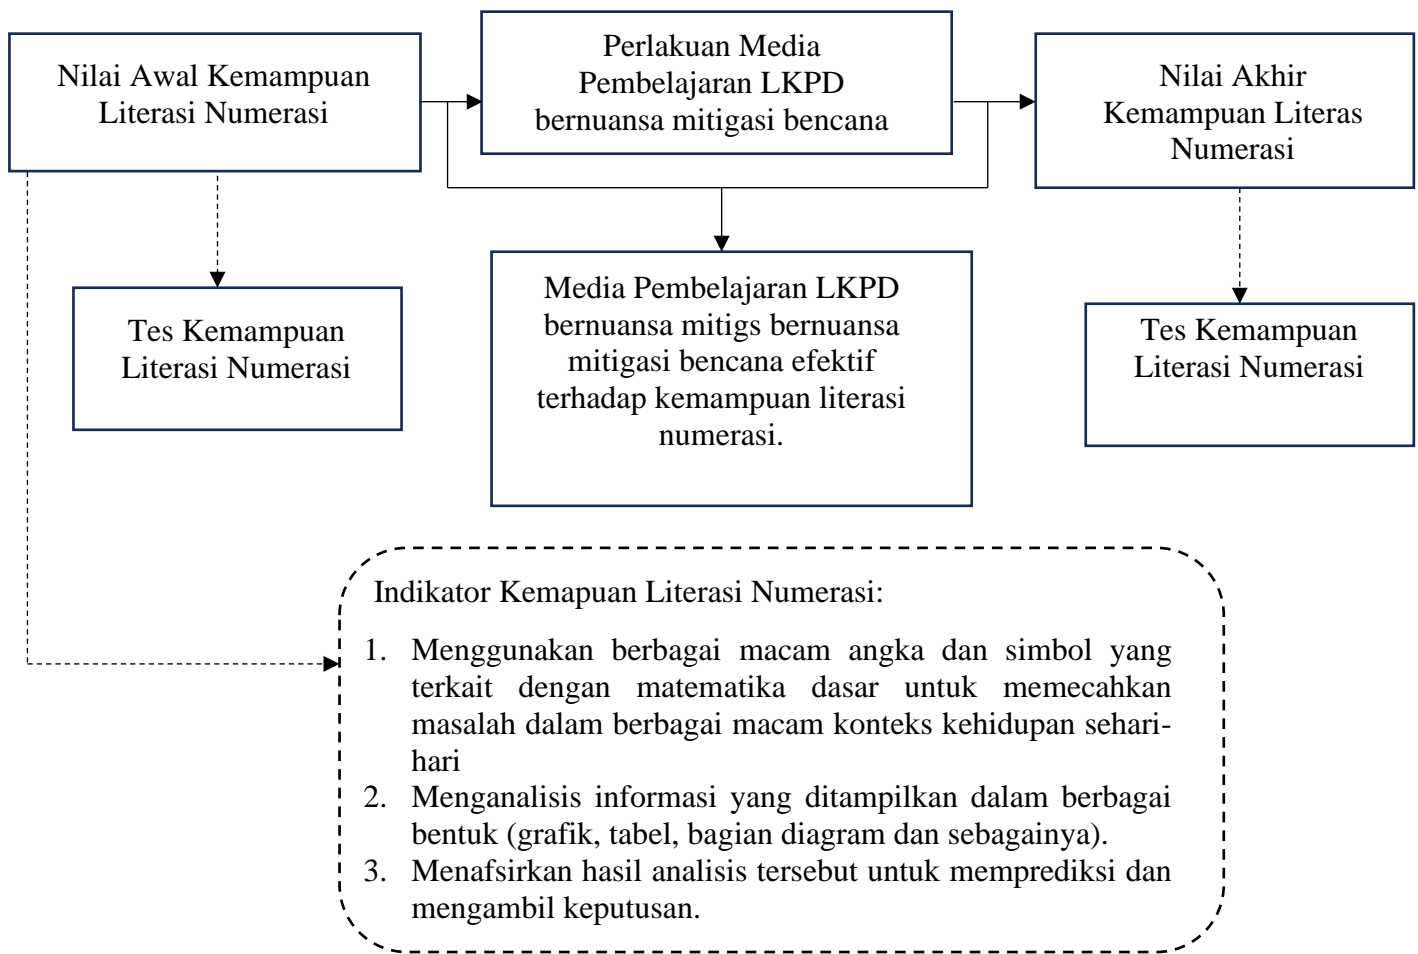 Nilai Awal Kemampuan
Literasi Numerasi
Perlakuan Media
Pembelajaran LKPD
bernuansa mitigasi bencana
Nilai Akhir
Kemampuan Literas
Numerasi
Tes Kemampuan
Literasi Numerasi
Media Pembelajaran LKPD
bernuansa mitigs bernuansa
mitigasi bencana efektif
terhadap kemampuan literasi
numerasi.
Tes Kemampuan
Literasi Numerasi
Indikator Kemapuan Literasi Numerasi:
1. Menggunakan berbagai macam angka dan simbol yang
terkait dengan matematika dasar untuk memecahkan
masalah dalam berbagai macam konteks kehidupan sehari-
hari
2. Menganalisis informasi yang ditampilkan dalam berbagai
bentuk (grafik, tabel, bagian diagram dan sebagainya).
3. Menafsirkan hasil analisis tersebut untuk memprediksi dan
mengambil keputusan.